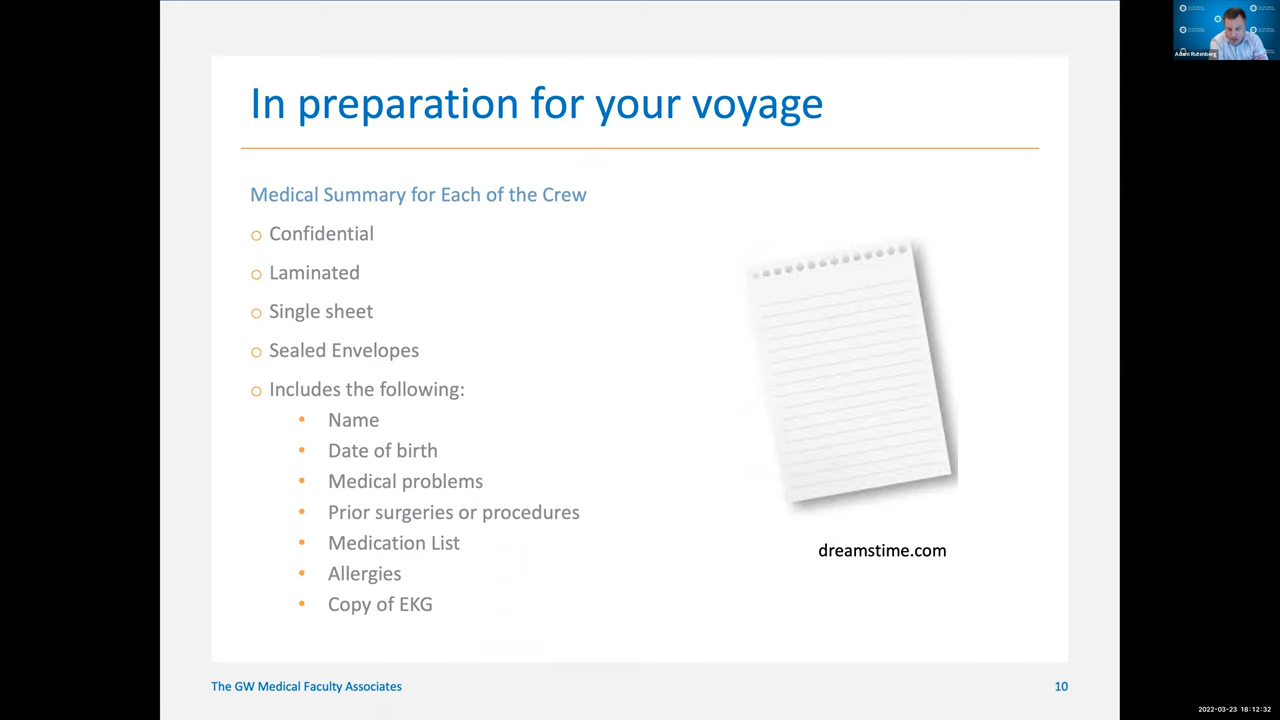 In preparation for your voyage
Medical Summary for Each of the Crew
Confidential
Laminated
Single sheet
Sealed Envelopes
Includes the following:
Name
Date of birth
Medical problems
Prior surgeries or procedures
Medication List
Allergies
Copy of EKG
dreamstime.com
The GW Medical Faculty Associates
10
Adam Rutenberg
2022-03-23 18:12:32